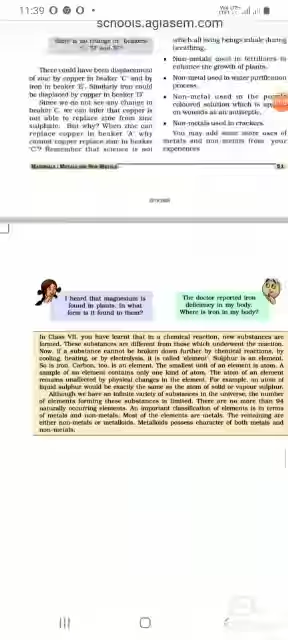 11:39
schools.aglasem.com
there is no change in beakers
'C', 'D' and 'E'?
There could have been displacement
of zinc by copper in beaker 'C' and by
iron in beaker 'E'. Similarly iron could
be displaced by copper in beaker 'D'
Since we do not see any change in
beaker C, we can infer that copper is
not able to replace zinc from zinc
sulphate. But why? When zinc can
replace copper in beaker 'A' why
cannot copper replace zinc in beaker
'C'? Remember that science is not
which all living beings inhale during
breathing.
• Non-metals used in fertilizers to
enhance the growth of plants.
• Non-metal used in water purification
process.
• Non-metal used in the purple
coloured solution which is
on wounds as an antiseptic.
• Non-metals used in crackers.
You may add some more uses of
metals and non-metals from your
experiences
MATERIALS : METALS AND NON-METALS
51
I heard that magnesium is
found in plants. In what
form is it found in them?
The doctor reported iron
deficiency in my body.
Where is iron in my body?
In Class VII, you have learnt that in a chemical reaction, new substances are
formed. These substances are different from those which underwent the reaction.
Now, if a substance cannot be broken down further by chemical reactions, by
cooling, heating, or by electrolysis, it is called 'element'. Sulphur is an element.
So is iron. Carbon, too, is an element. The smallest unit of an element is atom. A
sample of an element contains only one kind of atom. The atom of an element
remains unaffected by physical changes in the element. For example, an atom of
liquid sulphur would be exactly the same as the atom of solid or vapour sulphur.
Although we have an infinite variety of substances in the universe, the number
of elements forming these substances is limited. There are no more than 94
naturally occurring elements. An important classification of elements is in terms
of metals and non-metals. Most of the elements are metals. The remaining are
either non-metals or metalloids. Metalloids possess character of both metals and
non-metals.